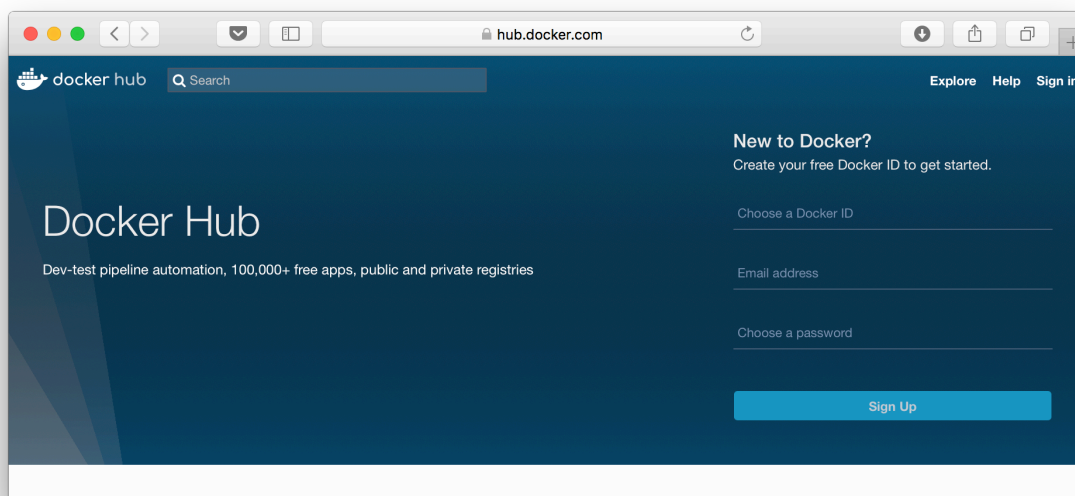 hub.docker.com
docker hub
Search
Explore Help Sign in
New to Docker?
Create your free Docker ID to get started.
Choose a Docker ID
Docker Hub
Dev-test pipeline automation, 100,000+ free apps, public and private registries
Email address
Choose a password
Sign Up